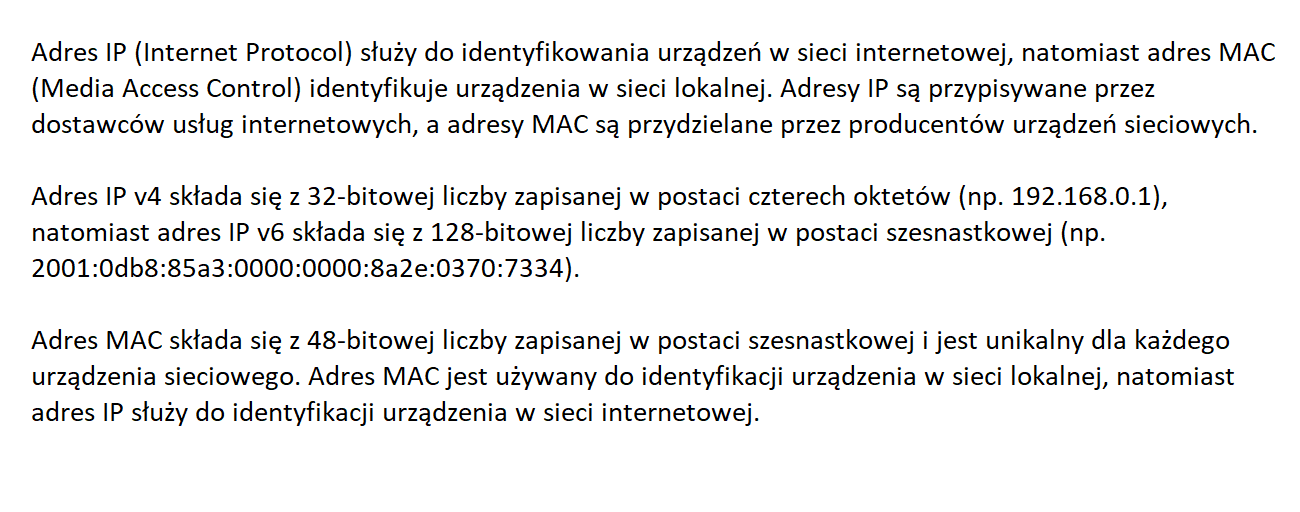 Adres IP (Internet Protocol) służy do identyfikowania urządzeń w sieci internetowej, natomiast adres MAC
(Media Access Control) identyfikuje urządzenia w sieci lokalnej. Adresy IP są przypisywane przez
dostawców usług internetowych, a adresy MAC są przydzielane przez producentów urządzeń sieciowych.
Adres IP v4 składa się z 32-bitowej liczby zapisanej w postaci czterech oktetów (np. 192.168.0.1),
natomiast adres IP v6 składa się z 128-bitowej liczby zapisanej w postaci szesnastkowej (np.
2001:0db8:85a3:0000:0000:8a2e:0370:7334).
Adres MAC składa się z 48-bitowej liczby zapisanej w postaci szesnastkowej i jest unikalny dla każdego
urządzenia sieciowego. Adres MAC jest używany do identyfikacji urządzenia w sieci lokalnej, natomiast
adres IP służy do identyfikacji urządzenia w sieci internetowej.